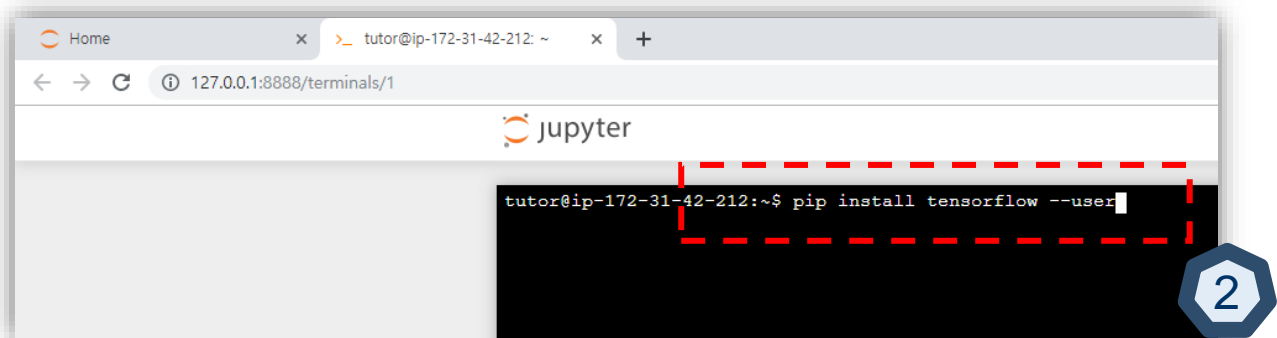 Home
tutor@ip-172-31-42-212: ~
127.0.0.1:8888/terminals/1
jupyter
tutor@ip-172-31-42-212:~$ pip install tensorflow --user
2